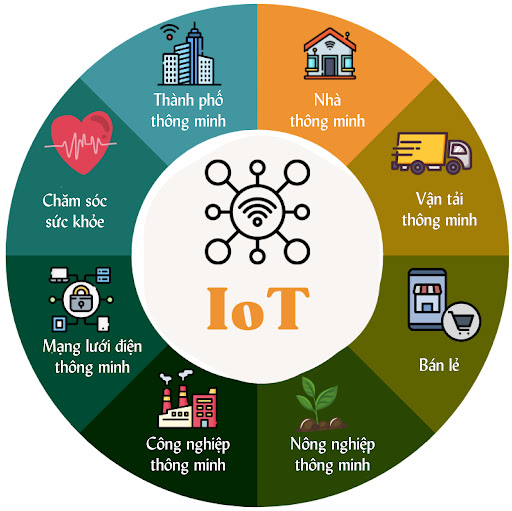 Thành phố
thông minh
Nhà
thông minh
Chăm sóc
sức khỏe
Vận tải
thông minh
IoT
Mạng lưới điện
thông minh
Bán lẻ
Công nghiệp
thông minh
Nông nghiệp
thông minh